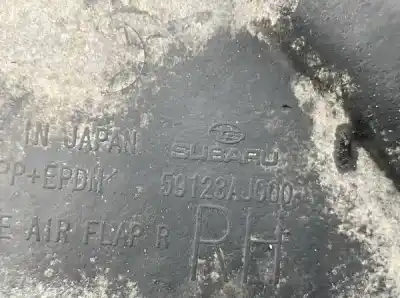 IN JAPAN SUBARU
PP+EPDM 59123AJ000
E AIR FLAP R RH